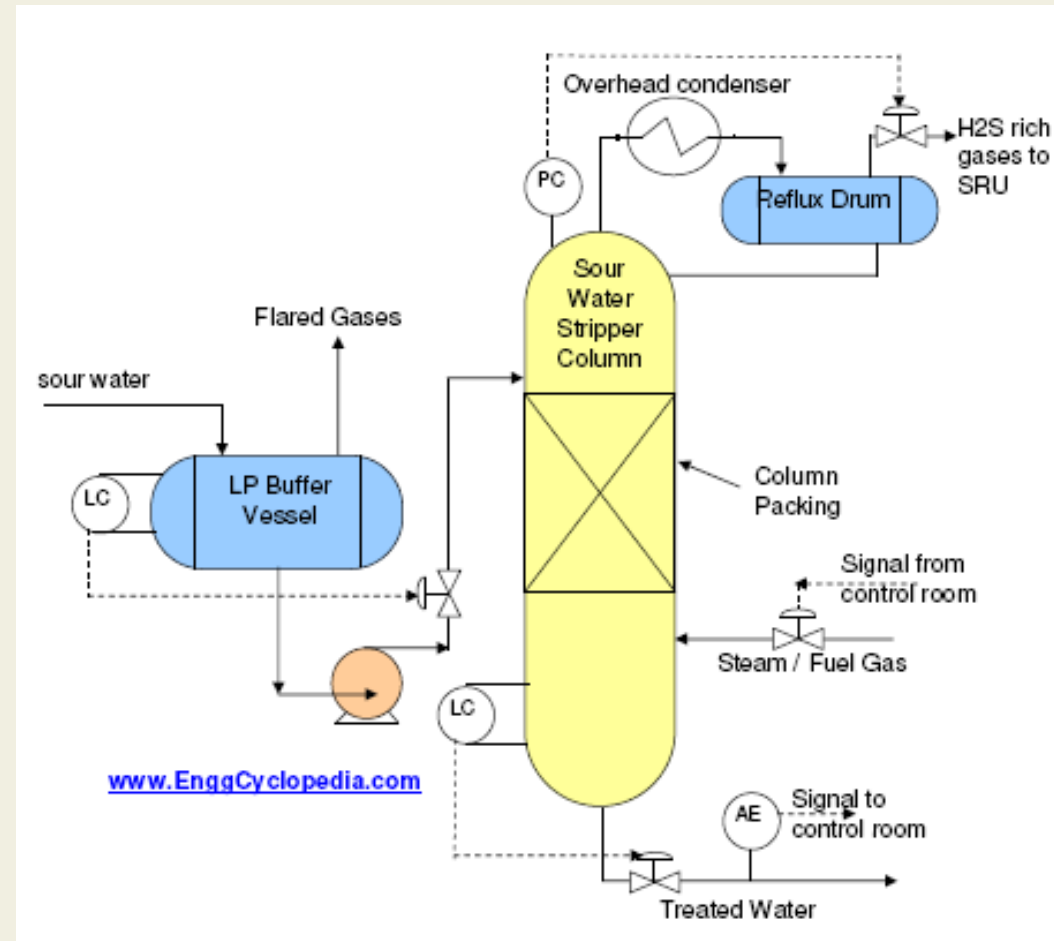 Overhead condenser
H2S rich
gases to
SRU
PC
Reflux Drum
Sour
Water
Stripper
Column
Flared Gases
sour water
LC
LP Buffer
Vessel
Column
Packing
Signal from
control room
Steam / Fuel Gas
LC
www.EnggCyclopedia.com
AE
Signal to
control room
Treated Water